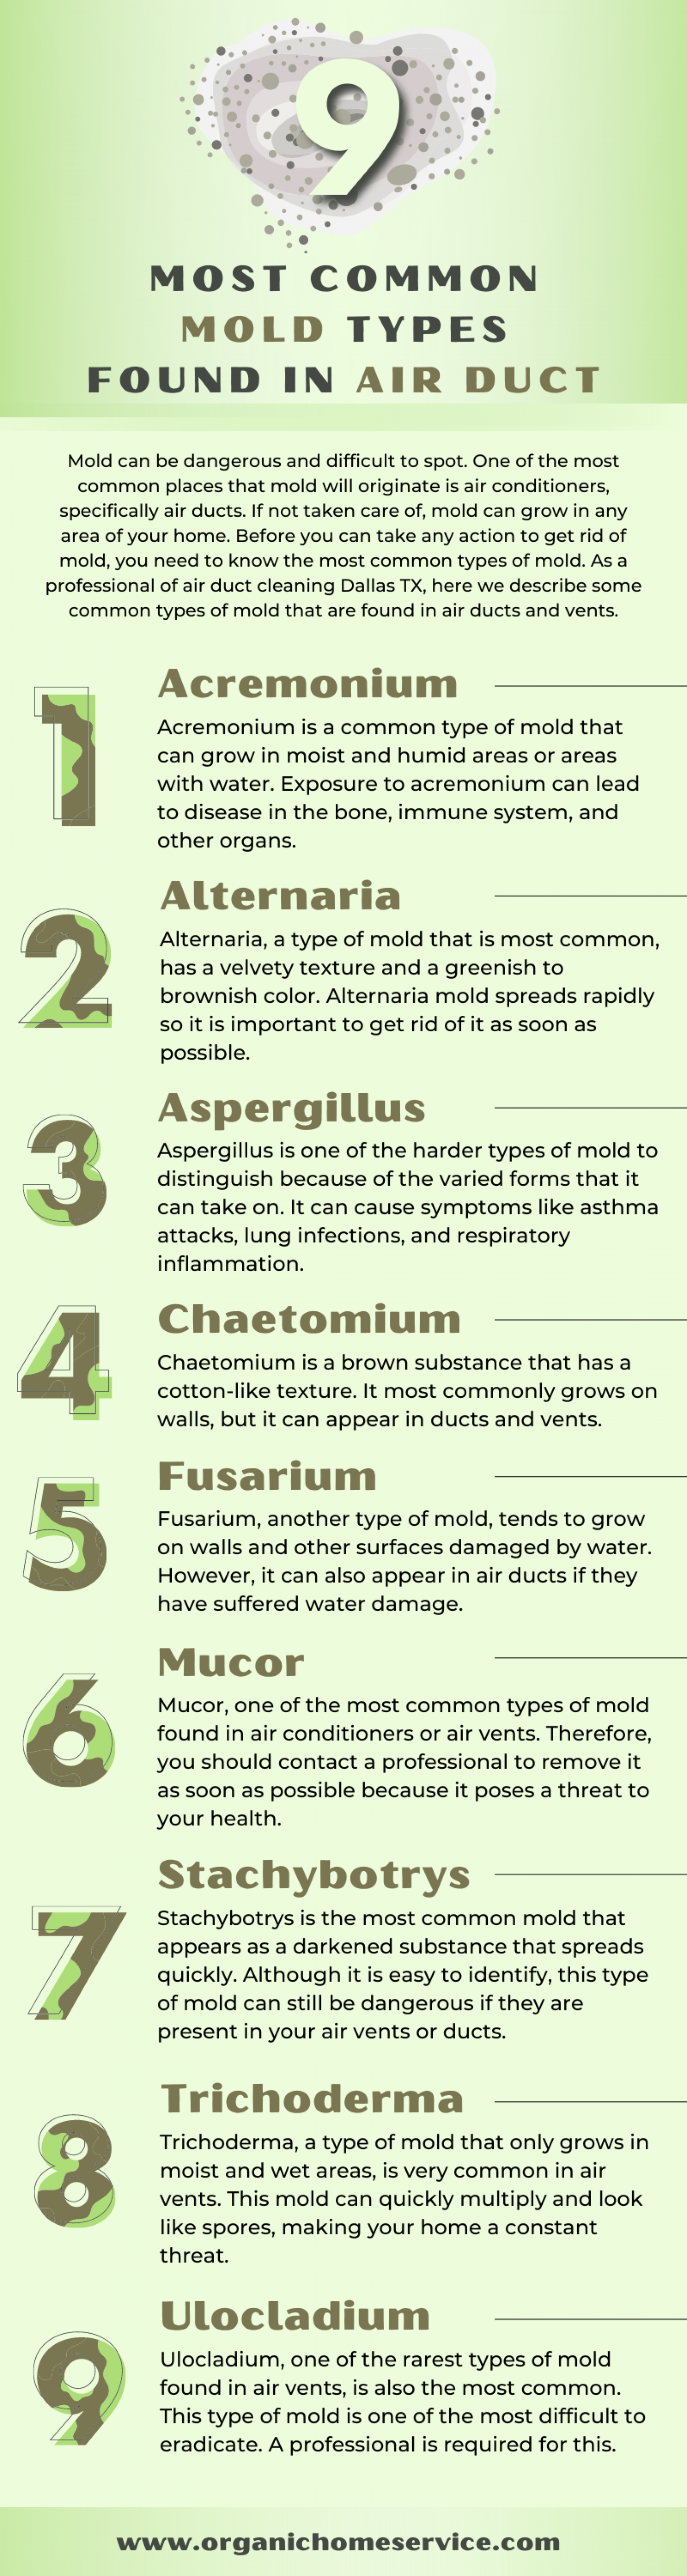 9
MOST COMMON
MOLD TYPES
FOUND IN AIR DUCT
Mold can be dangerous and difficult to spot. One of the most
common places that mold will originate is air conditioners,
specifically air ducts. If not taken care of, mold can grow in any
area of your home. Before you can take any action to get rid of
mold, you need to know the most common types of mold. As a
professional of air duct cleaning Dallas TX, here we describe some
common types of mold that are found in air ducts and vents.
1
Acremonium
Acremonium is a common type of mold that
can grow in moist and humid areas or areas
with water. Exposure to acremonium can lead
to disease in the bone, immune system, and
other organs.
2
Alternaria
Alternaria, a type of mold that is most common,
has a velvety texture and a greenish to
brownish color. Alternaria mold spreads rapidly
so it is important to get rid of it as soon as
possible.
3
Aspergillus
Aspergillus is one of the harder types of mold to
distinguish because of the varied forms that it
can take on. It can cause symptoms like asthma
attacks, lung infections, and respiratory
inflammation.
4
Chaetomium
Chaetomium is a brown substance that has a
cotton-like texture. It most commonly grows on
walls, but it can appear in ducts and vents.
5
Fusarium
Fusarium, another type of mold, tends to grow
on walls and other surfaces damaged by water.
However, it can also appear in air ducts if they
have suffered water damage.
6
Mucor
Mucor, one of the most common types of mold
found in air conditioners or air vents. Therefore,
you should contact a professional to remove it
as soon as possible because it poses a threat to
your health.
7
Stachybotrys
Stachybotrys is the most common mold that
appears as a darkened substance that spreads
quickly. Although it is easy to identify, this type
of mold can still be dangerous if they are
present in your air vents or ducts.
8
Trichoderma
Trichoderma, a type of mold that only grows in
moist and wet areas, is very common in air
vents. This mold can quickly multiply and look
like spores, making your home a constant
threat.
9
Ulocladium
Ulocladium, one of the rarest types of mold
found in air vents, is also the most common.
This type of mold is one of the most difficult to
eradicate. A professional is required for this.
www.organichomeservice.com